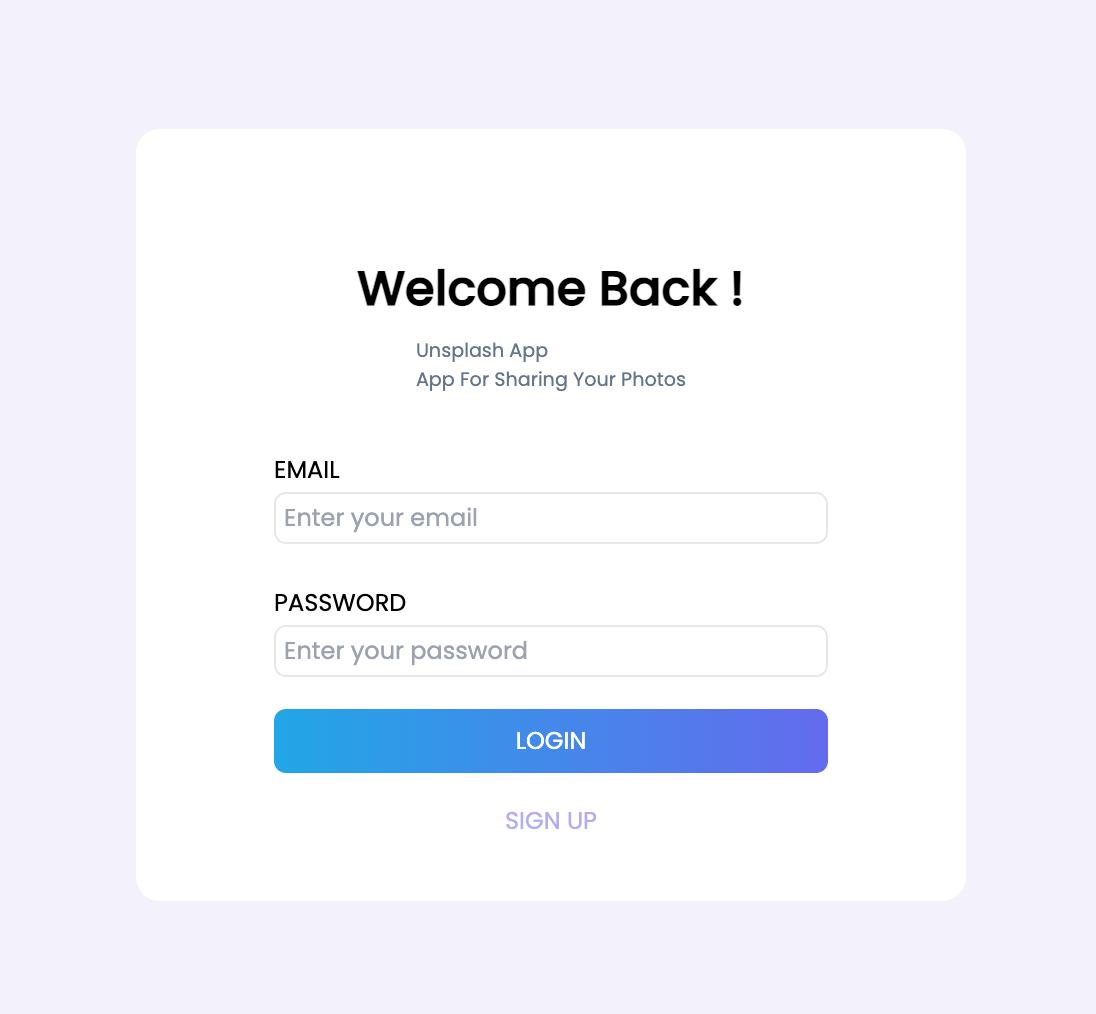 Welcome Back !
Unsplash App
App For Sharing Your Photos
EMAIL
Enter your email
PASSWORD
Enter your password
LOGIN
SIGN UP